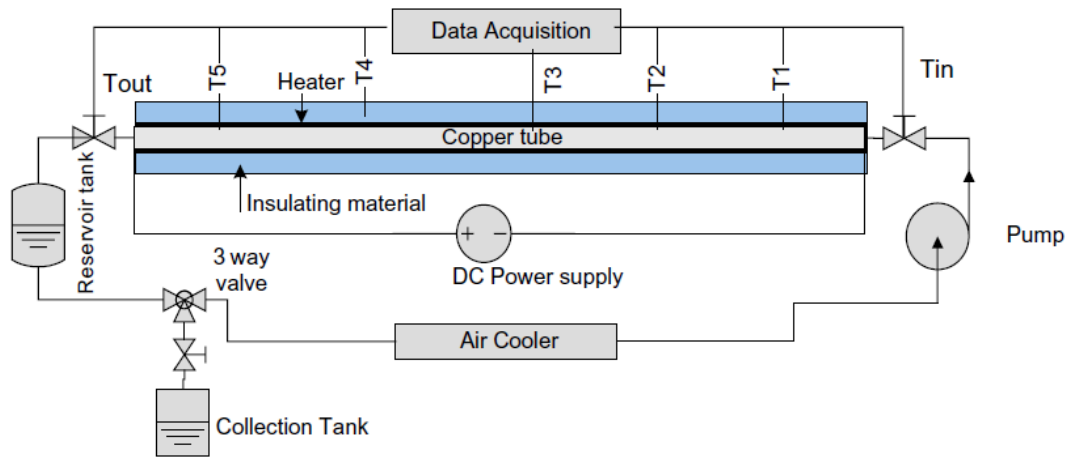 Data Acquisition
Tout
T5
Heater
T4
T3
T2
T1
Tin
Copper tube
Reservoir tank
Insulating material
+ −
DC Power supply
Pump
3 way
valve
Air Cooler
Collection Tank